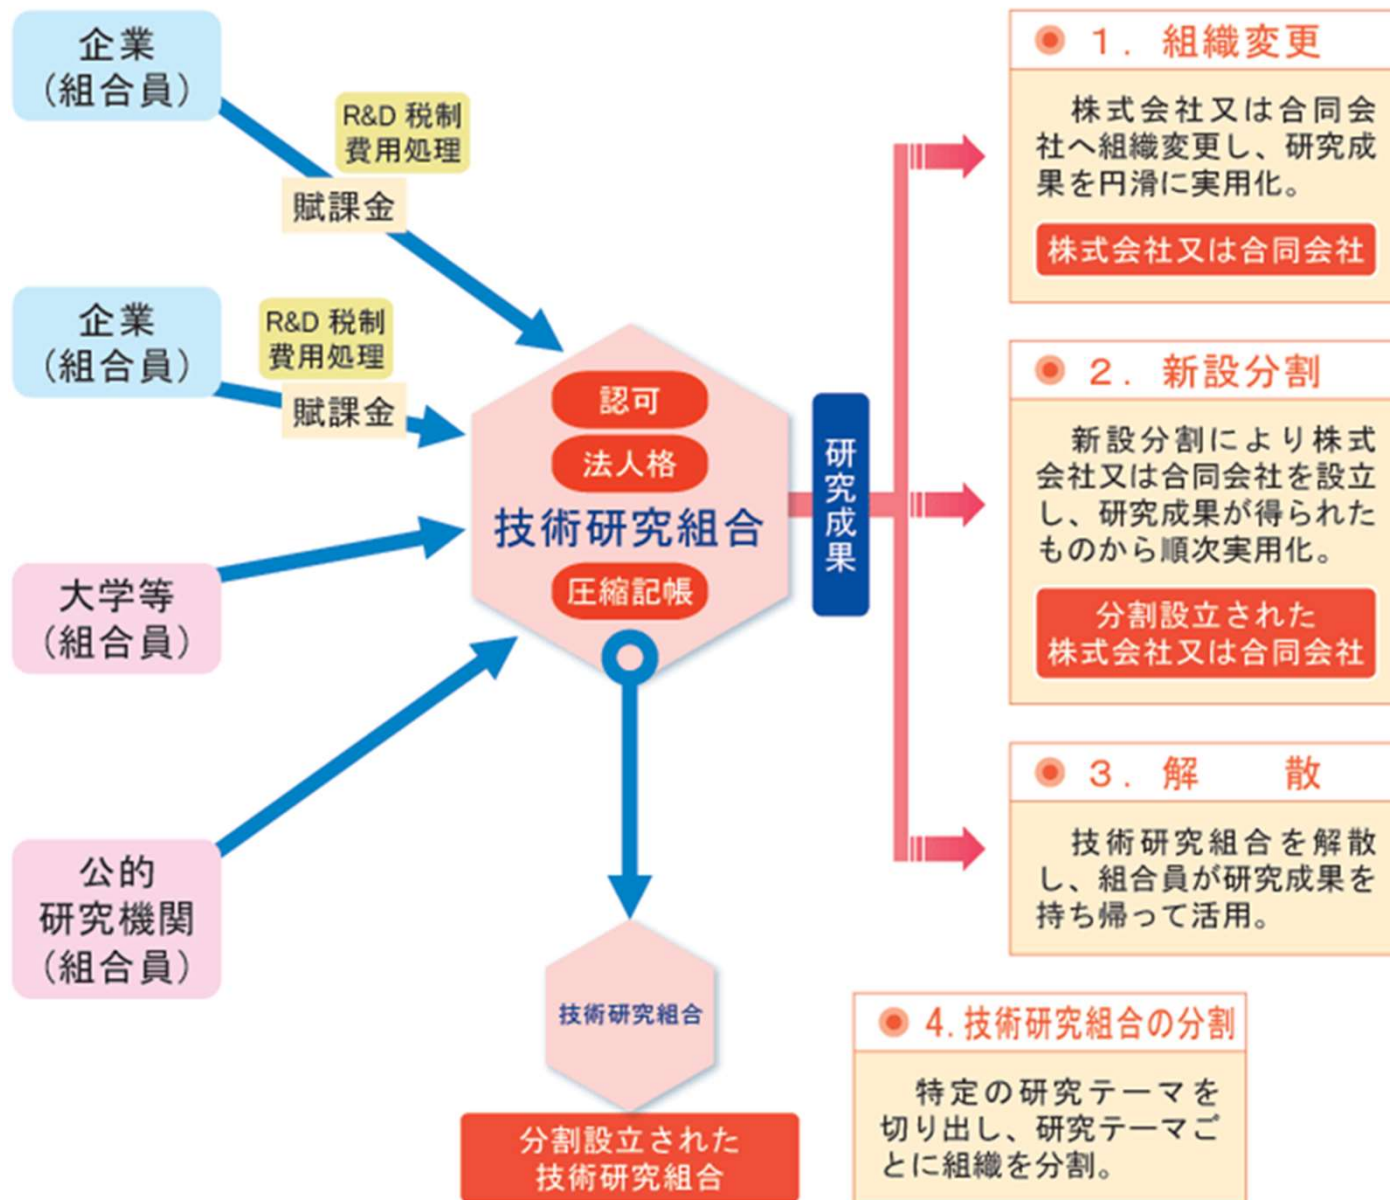 企業
（組合員）
R&D 税制
費用処理
賦課金
企業
（組合員）
R&D 税制
費用処理
賦課金
大学等
（組合員）
公的
研究機関
（組合員）
認可
法人格
技術研究組合
圧縮記帳
技術研究組合
分割設立された
技術研究組合
研究成果
１．組織変更
株式会社又は合同会
社へ組織変更し、研究成
果を円滑に実用化。
株式会社又は合同会社
２．新設分割
新設分割により株式
会社又は合同会社を設立
し、研究成果が得られた
ものから順次実用化。
分割設立された
株式会社又は合同会社
３．解　　散
技術研究組合を解散
し、組合員が研究成果を
持ち帰って活用。
4.技術研究組合の分割
特定の研究テーマを
切り出し、研究テーマご
とに組織を分割。